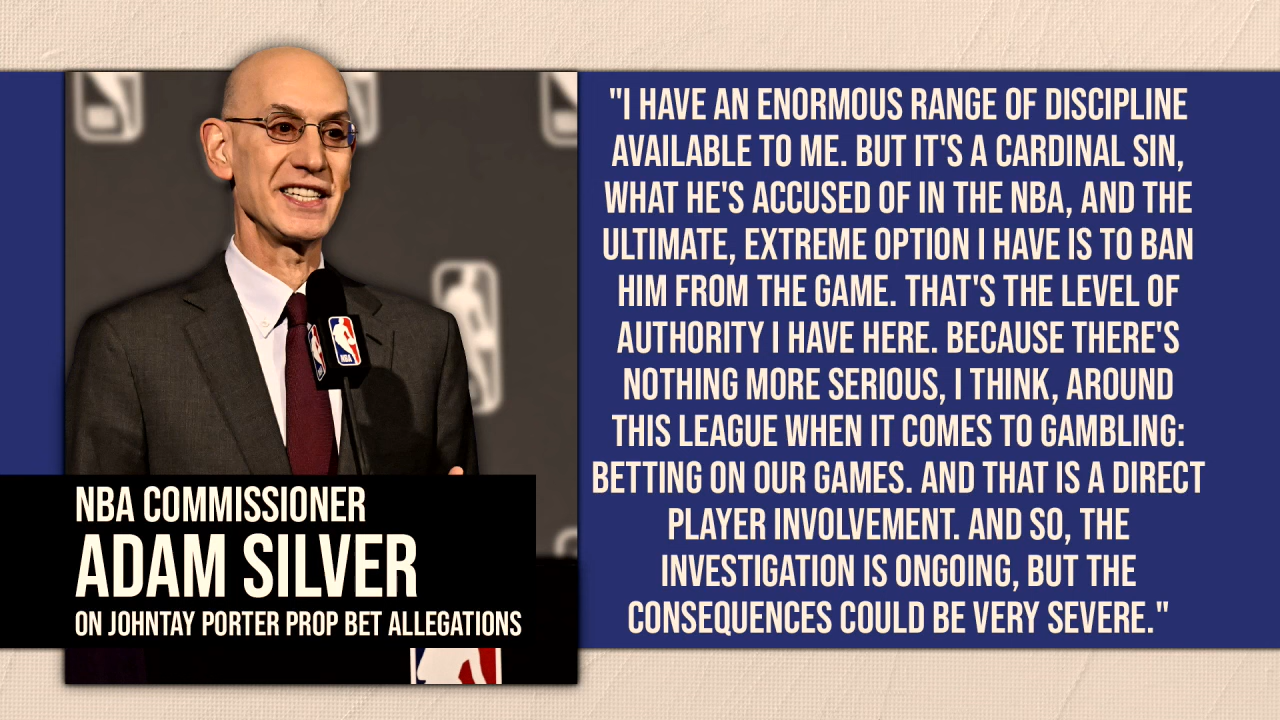 "I HAVE AN ENORMOUS RANGE OF DISCIPLINE
AVAILABLE TO ME. BUT IT'S A CARDINAL SIN,
WHAT HE'S ACCUSED OF IN THE NBA, AND THE
ULTIMATE, EXTREME OPTION I HAVE IS TO BAN
HIM FROM THE GAME. THAT'S THE LEVEL OF
AUTHORITY I HAVE HERE. BECAUSE THERE'S
NOTHING MORE SERIOUS, I THINK, AROUND
THIS LEAGUE WHEN IT COMES TO GAMBLING:
BETTING ON OUR GAMES. AND THAT IS A DIRECT
PLAYER INVOLVEMENT. AND SO, THE
INVESTIGATION IS ONGOING, BUT THE
CONSEQUENCES COULD BE VERY SEVERE."
NBA
NBA COMMISSIONER
ADAM SILVER
ON JOHNTAY PORTER PROP BET ALLEGATIONS